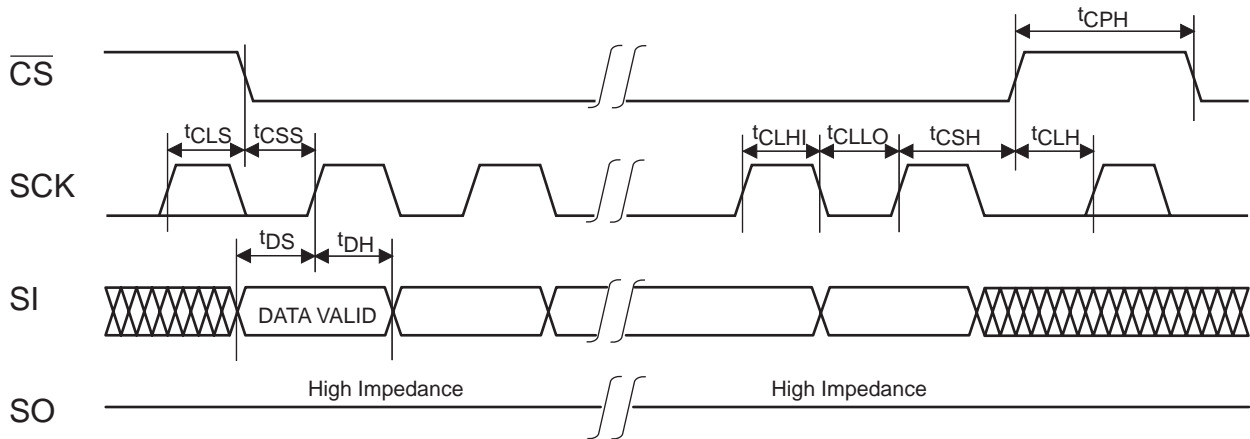 tCPH
CS
tCLS tCSS tCLHI tCLLO tCSH tCLH
SCK
tDS tDH
SI DATA VALID
High Impedance High Impedance
SO